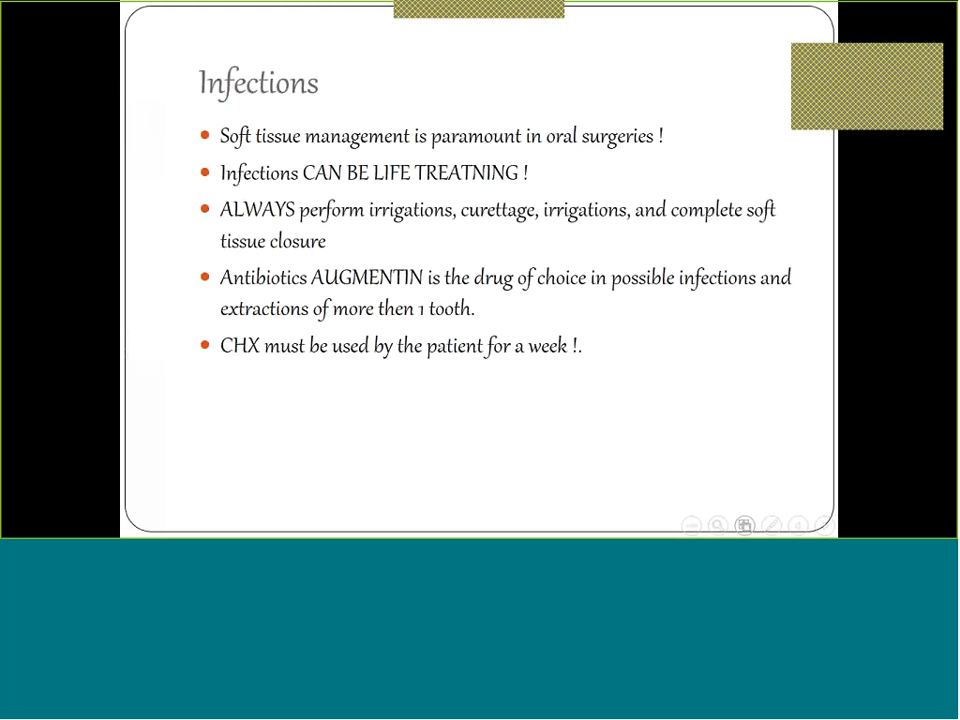 Infections
• Soft tissue management is paramount in oral surgeries !
• Infections CAN BE LIFE TREATNING !
• ALWAYS perform irrigations, curettage, irrigations, and complete soft
tissue closure
• Antibiotics AUGMENTIN is the drug of choice in possible infections and
extractions of more then 1 tooth.
• CHX must be used by the patient for a week !.